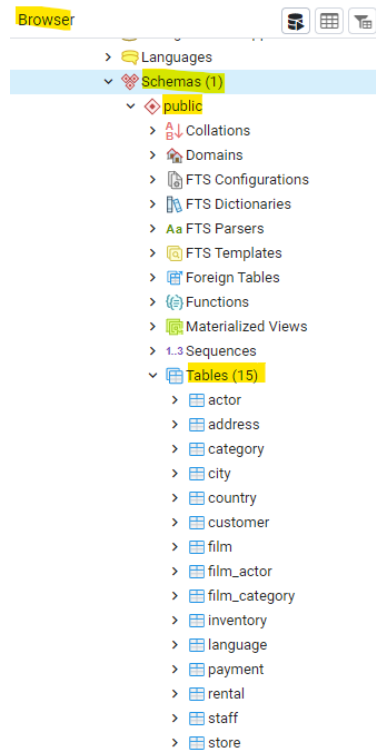 Browser
Languages
Schemas (1)
public
Collations
Domains
FTS Configurations
FTS Dictionaries
Aa FTS Parsers
FTS Templates
Foreign Tables
Functions
Materialized Views
1..3 Sequences
Tables (15)
actor
address
category
city
country
customer
film
film_actor
film_category
inventory
language
payment
rental
staff
store